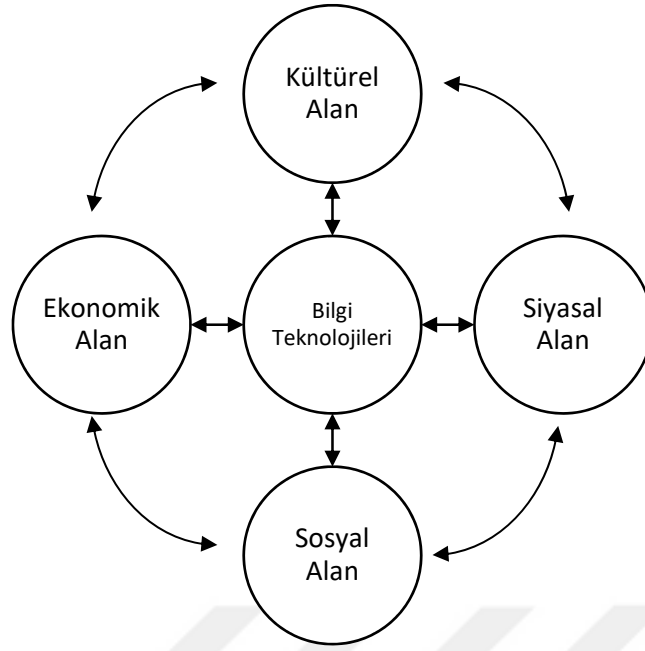 Kültürel
Alan
Ekonomik
Alan
Bilgi
Teknolojileri
Siyasal
Alan
Sosyal
Alan